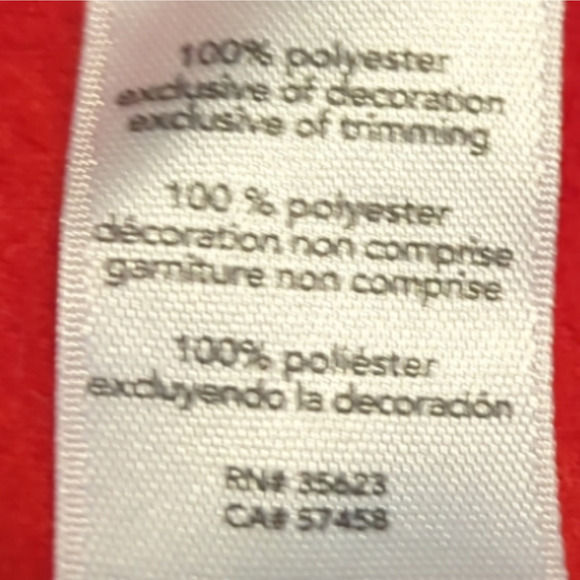 100% polyester
exclusive of decoration
exclusive of trimming
100 % polyester
décoration non comprise
garniture non comprise
100% poliéster
excluyendo la decoración
RN# 35623
CA# 57458